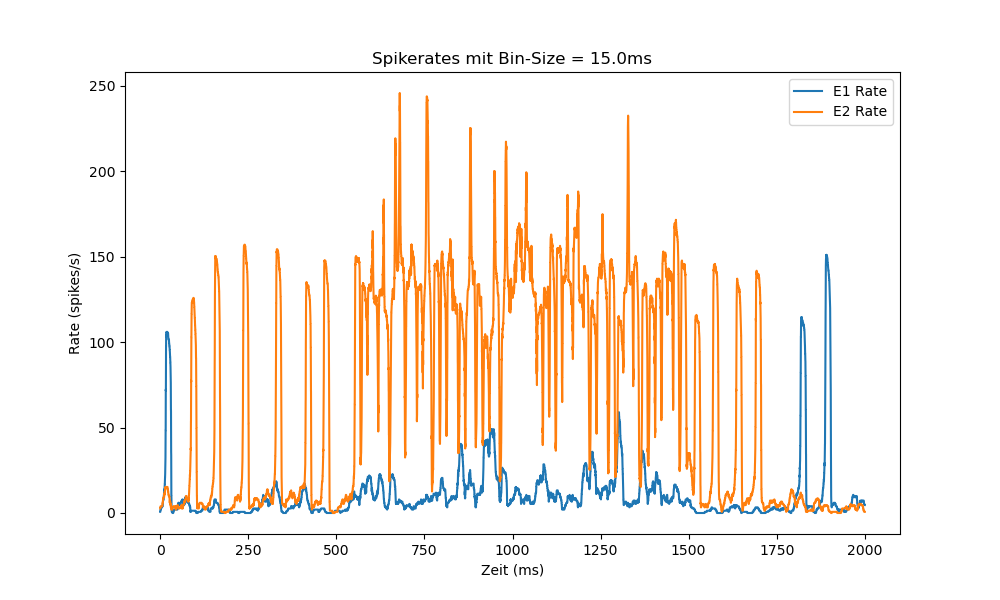 Spikerates mit Bin-Size = 15.0ms
E1 Rate
E2 Rate
250
200
150
100
50
0
Rate (spikes/s)
0 250 500 750 1000 1250 1500 1750 2000
Zeit (ms)